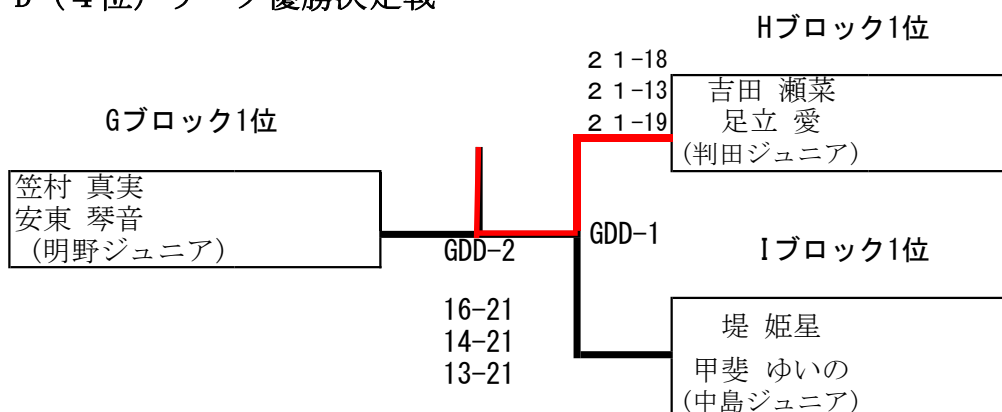 D（４位）リーグ優勝決定戦
Hブロック1位
２１-18
２１-13
２１-19
吉田 瀬菜
足立 愛
(判田ジュニア)
Gブロック1位
笠村 真実
安東 琴音
(明野ジュニア)
GDD-2
GDD-1
16-21
14-21
13-21
Iブロック1位
堤 姫星
甲斐 ゆいの
(中島ジュニア)